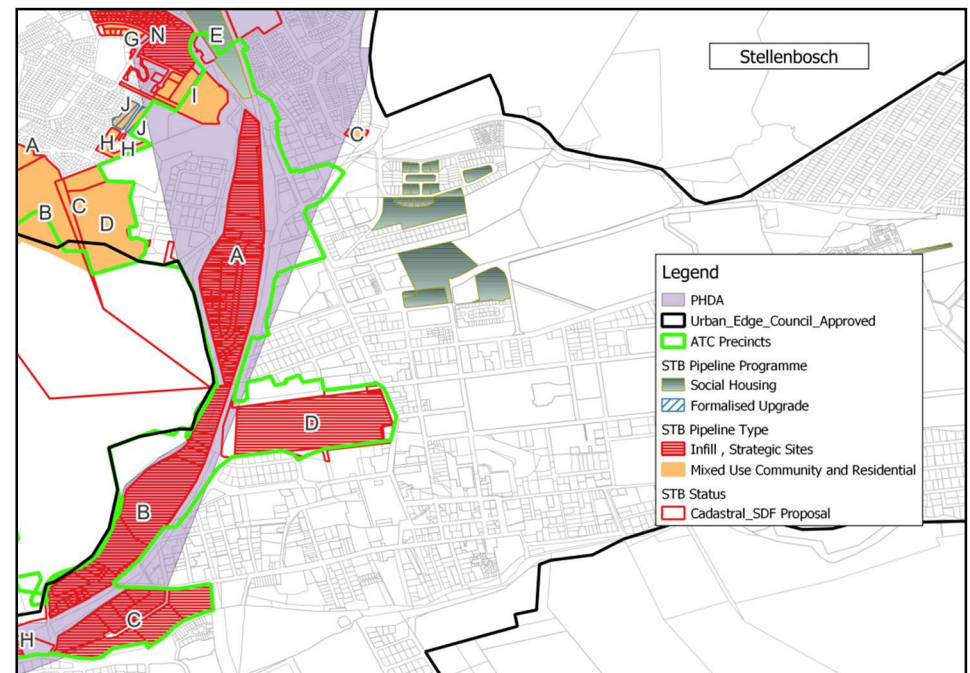 G N E
Stellenbosch
I
J
J
H H
C
A
C
B D
A
D
B
C
H
Legend
PHDA
Urban_Edge_Council_Approved
ATC Precincts
STB Pipeline Programme
Social Housing
Formalised Upgrade
STB Pipeline Type
Infill , Strategic Sites
Mixed Use Community and Residential
STB Status
Cadastral_SDF Proposal